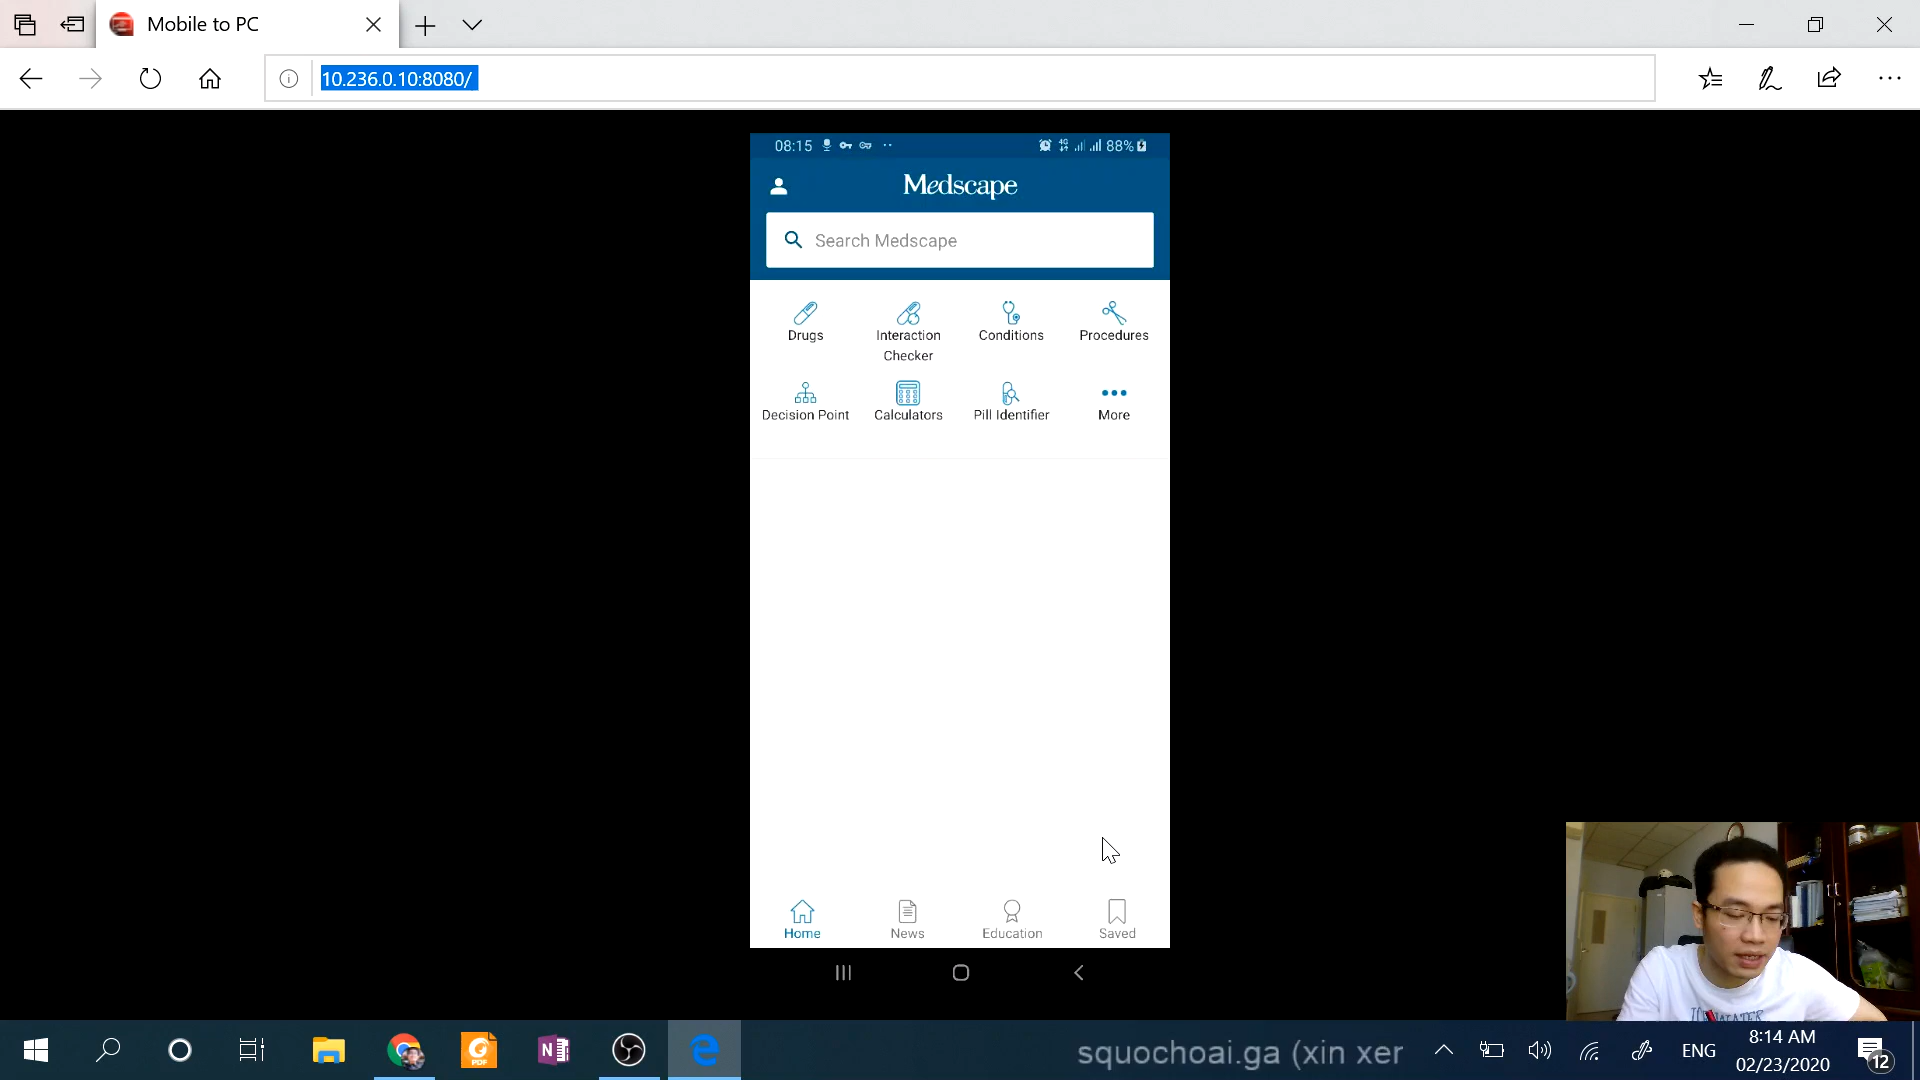 Mobile to PC
10.236.0.10:8080/
08:15
4G
88%
Medscape
Search Medscape
Drugs
Interaction
Checker
Conditions
Procedures
Decision Point
Calculators
Pill Identifier
More
Home
News
Education
Saved
PDF
N
squochoai.ga (xin xer
ENG
8:14 AM
02/23/2020
12